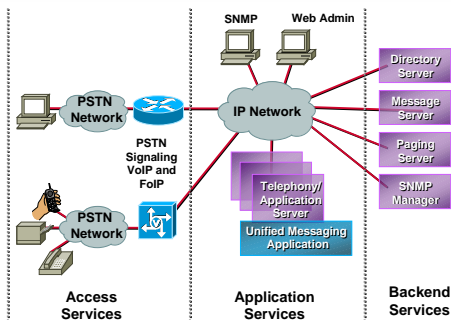 SNMP
Web Admin
PSTN
Network
IP Network
PSTN
Signaling
VoIP and
FoIP
PSTN
Network
Telephony/
Application
Server
Unified Messaging
Application
Directory
Server
Message
Server
Paging
Server
SNMP
Manager
Access
Services
Application
Services
Backend
Services